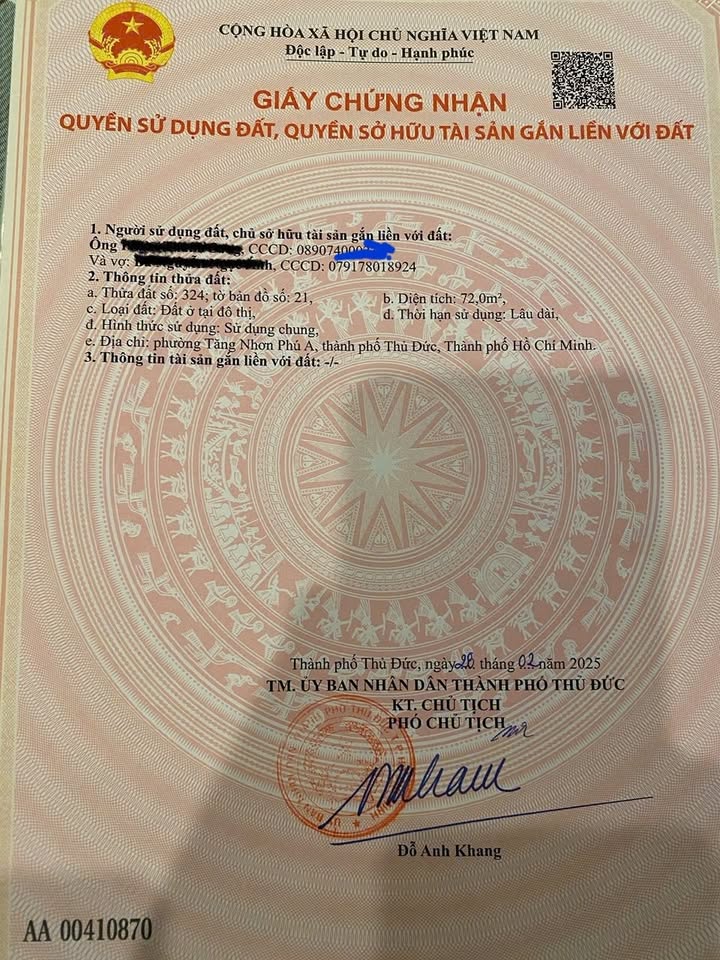 CỘNG HÒA XÃ HỘI CHỦ NGHĨA VIỆT NAM
Độc lập - Tự do - Hạnh phúc
GIẤY CHỨNG NHẬN
QUYỀN SỬ DỤNG ĐẤT, QUYỀN SỞ HỮU TÀI SẢN GẮN LIỀN VỚI ĐẤT
1. Người sử dụng đất, chủ sở hữu tài sản gắn liền với đất:
Ông , CCCD: 08907400
Và vợ: , CCCD: 079178018924
2. Thông tin thửa đất:
a. Thửa đất số: 324; tờ bản đồ số: 21, b. Diện tích: 72,0m²,
c. Loại đất: Đất ở tại đô thị, d. Thời hạn sử dụng: Lâu dài,
đ. Hình thức sử dụng: Sử dụng chung,
e. Địa chỉ: phường Tăng Nhơn Phú A, thành phố Thủ Đức, Thành phố Hồ Chí Minh.
3. Thông tin tài sản gắn liền với đất: -/-
Thành phố Thủ Đức, ngày 20 tháng 02 năm 2025
TM. ỦY BAN NHÂN DÂN THÀNH PHỐ THỦ ĐỨC
KT. CHỦ TỊCH
PHÓ CHỦ TỊCH
Đỗ Anh Khang
AA 00410870